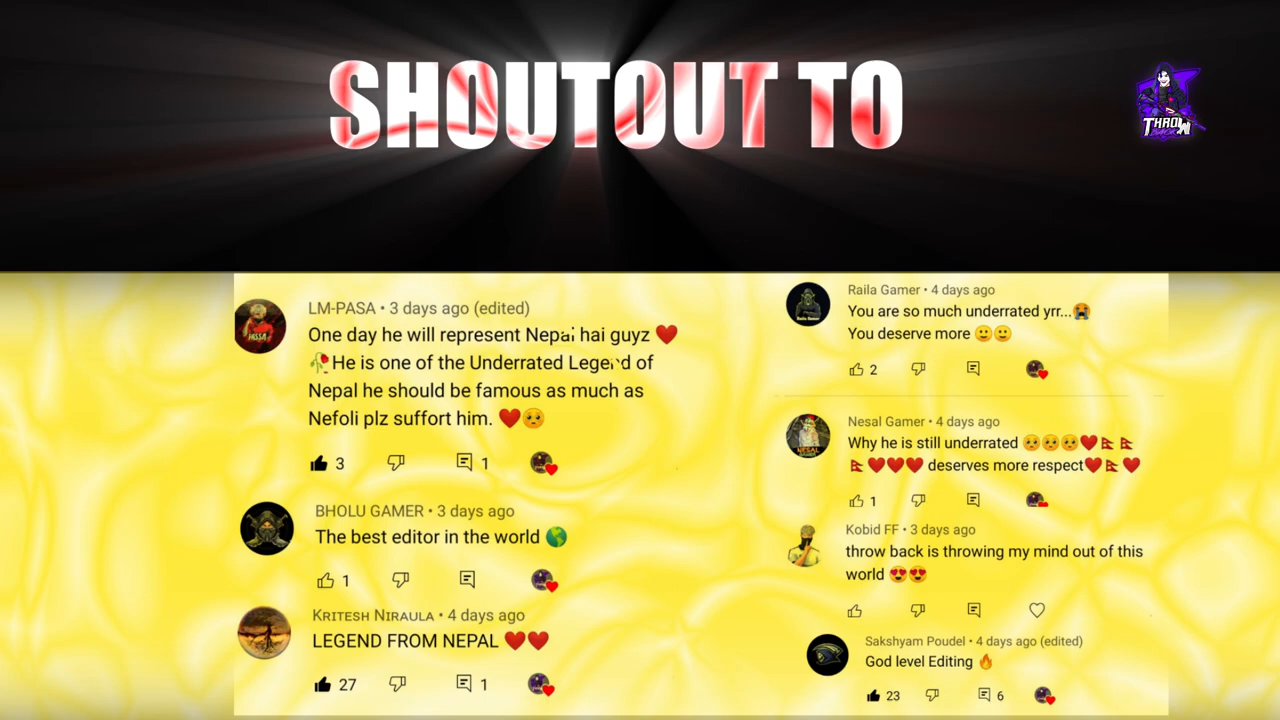 SHOUTOUT TO
THROW
BACK
LM-PASA • 3 days ago (edited)
One day he will represent Nepal hai guyz ❤️
🥀He is one of the Underrated Legend of
Nepal he should be famous as much as
Nefoli plz suffort him. ❤️🥺
3
1
BHOLU GAMER • 3 days ago
The best editor in the world 🌎
1
Kritesh Niraula • 4 days ago
LEGEND FROM NEPAL ❤️❤️
27
1
Raila Gamer • 4 days ago
You are so much underrated yrr...😭
You deserve more 🙂🙂
2
Nesal Gamer • 4 days ago
Why he is still underrated 🥺🥺🥺❤️🇳🇵🇳🇵
🇳🇵❤️❤️❤️ deserves more respect❤️🇳🇵❤️
1
Kobid FF • 3 days ago
throw back is throwing my mind out of this
world 😍😍
Sakshyam Poudel • 4 days ago (edited)
God level Editing 🔥
23
6